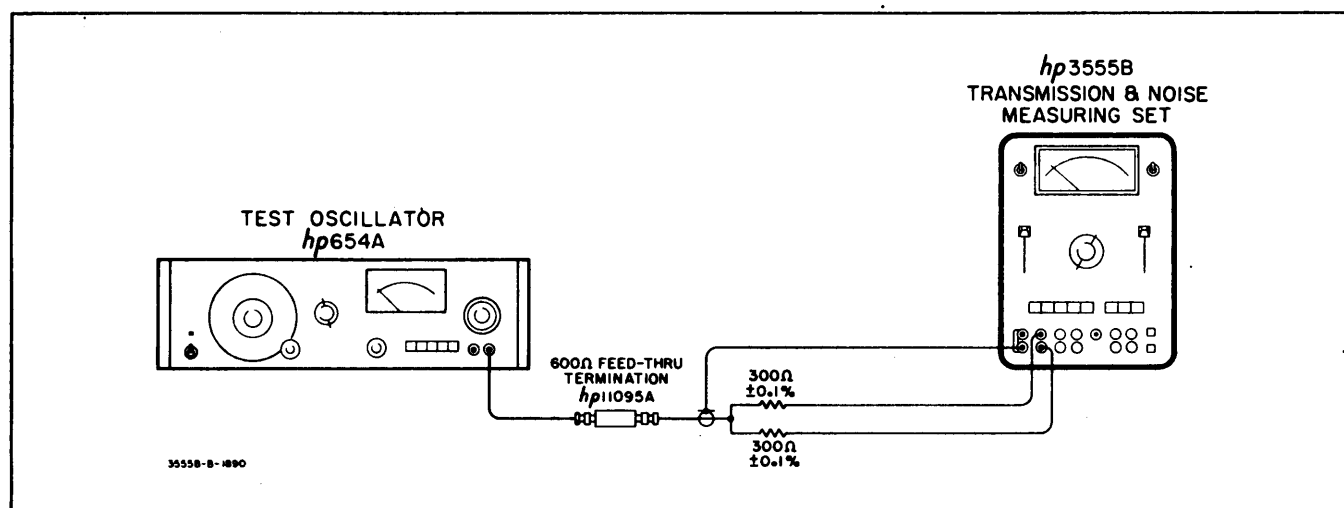 hp3555B
TRANSMISSION & NOISE
MEASURING SET
TEST OSCILLATOR
hp654A
600Ω FEED-THRU
TERMINATION
hp11095A
300Ω
±0.1%
300Ω
±0.1%
3555B-B-1890